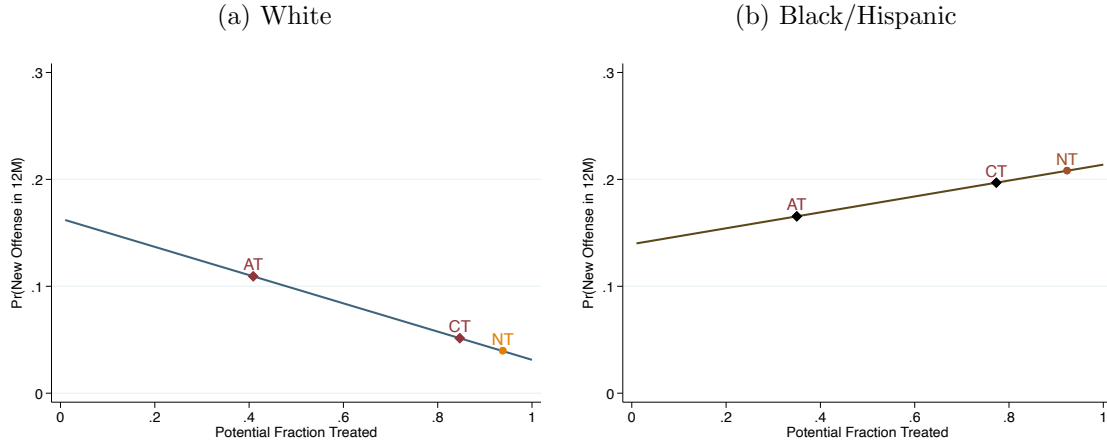 (a) White
Pr(New Offense in 12M)
.3
.2
.1
0
AT
CT
NT
0 .2 .4 .6 .8 1
Potential Fraction Treated
(b) Black/Hispanic
Pr(New Offense in 12M)
.3
.2
.1
0
AT
CT
NT
0 .2 .4 .6 .8 1
Potential Fraction Treated